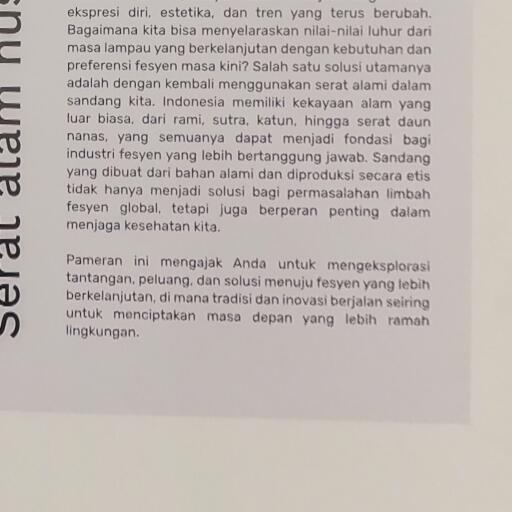 Serat alam nus
ekspresi diri, estetika, dan tren yang terus berubah.
Bagaimana kita bisa menyelaraskan nilai-nilai luhur dari
masa lampau yang berkelanjutan dengan kebutuhan dan
preferensi fesyen masa kini? Salah satu solusi utamanya
adalah dengan kembali menggunakan serat alami dalam
sandang kita. Indonesia memiliki kekayaan alam yang
luar biasa, dari rami, sutra, katun, hingga serat daun
nanas, yang semuanya dapat menjadi fondasi bagi
industri fesyen yang lebih bertanggung jawab. Sandang
yang dibuat dari bahan alami dan diproduksi secara etis
tidak hanya menjadi solusi bagi permasalahan limbah
fesyen global, tetapi juga berperan penting dalam
menjaga kesehatan kita.
Pameran ini mengajak Anda untuk mengeksplorasi
tantangan, peluang, dan solusi menuju fesyen yang lebih
berkelanjutan, di mana tradisi dan inovasi berjalan seiring
untuk menciptakan masa depan yang lebih ramah
lingkungan.